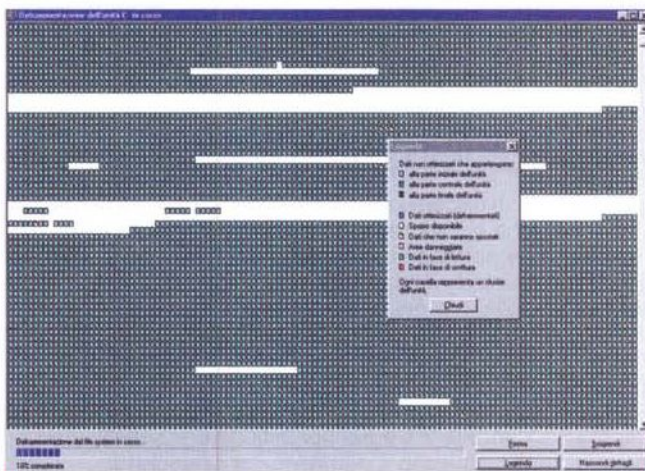 Deframmentazione dell'unità C: in corso
Legenda
Dati non ottimizzati che appartengono:
alla parte iniziale dell'unità
alla parte centrale dell'unità
alla parte finale dell'unità
Dati ottimizzati (deframmentati)
Spazio disponibile
Dati che non saranno spostati
Aree danneggiate
Dati in fase di lettura
Dati in fase di scrittura
Ogni casella rappresenta un cluster
dell'unità.
Chiudi
Deframmentazione del file system in corso...
10% completata
Ferma
Sospendi
Legenda
Nascondi dettagli